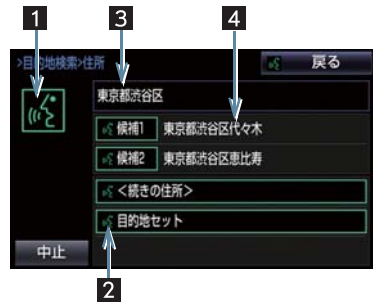 1 3 4
>目的地検索>住所 戻る
東京都渋谷区
候補1 東京都渋谷区代々木
候補2 東京都渋谷区恵比寿
<続きの住所>
目的地セット
中止
2